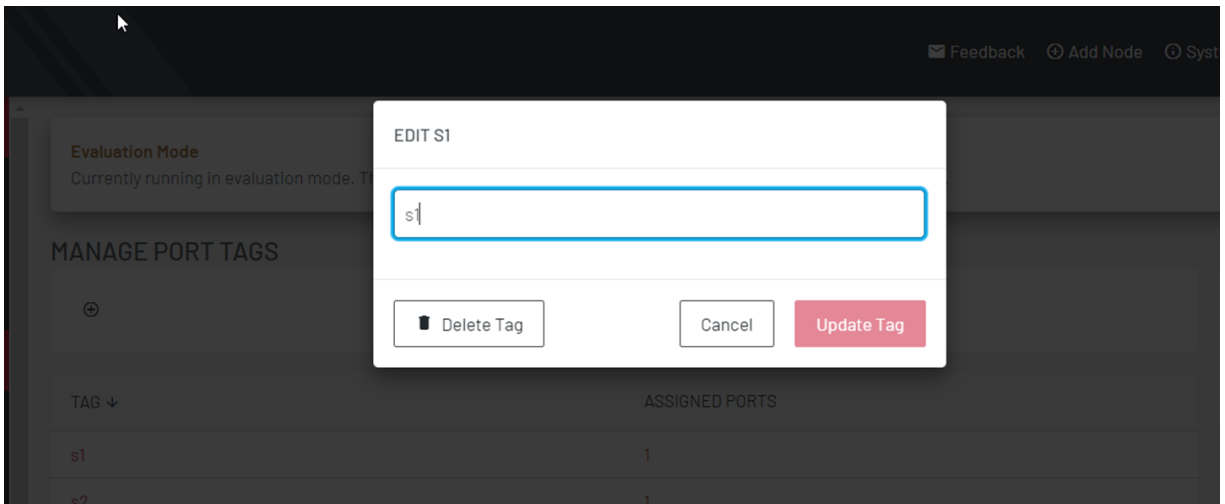 Feedback Add Node Syst
EDIT S1
Evaluation Mode
Currently running in evaluation mode. Th
s1
MANAGE PORT TAGS
Delete Tag Cancel Update Tag
TAG ASSIGNED PORTS
s1 1
s2 1